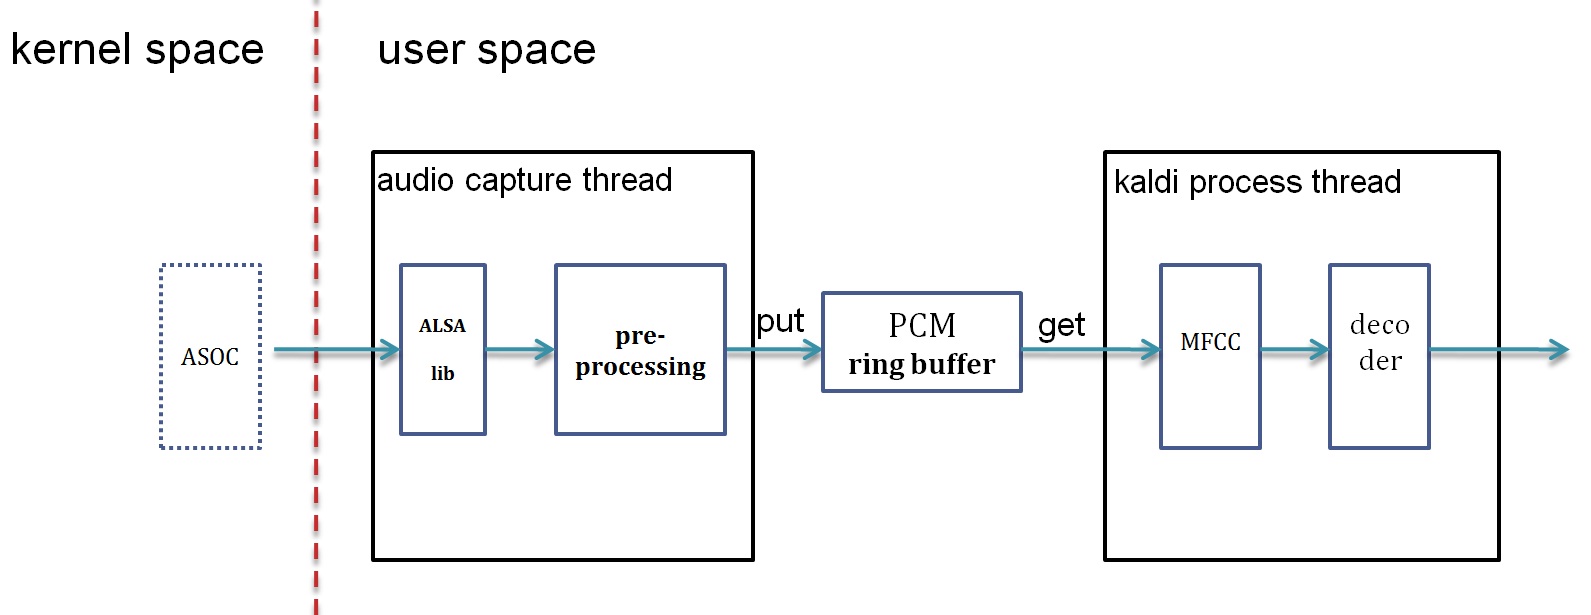 kernel space
user space
audio capture thread
kaldi process thread
ASOC
ALSA
lib
pre-
processing
put
PCM
ring buffer
get
MFCC
deco
der